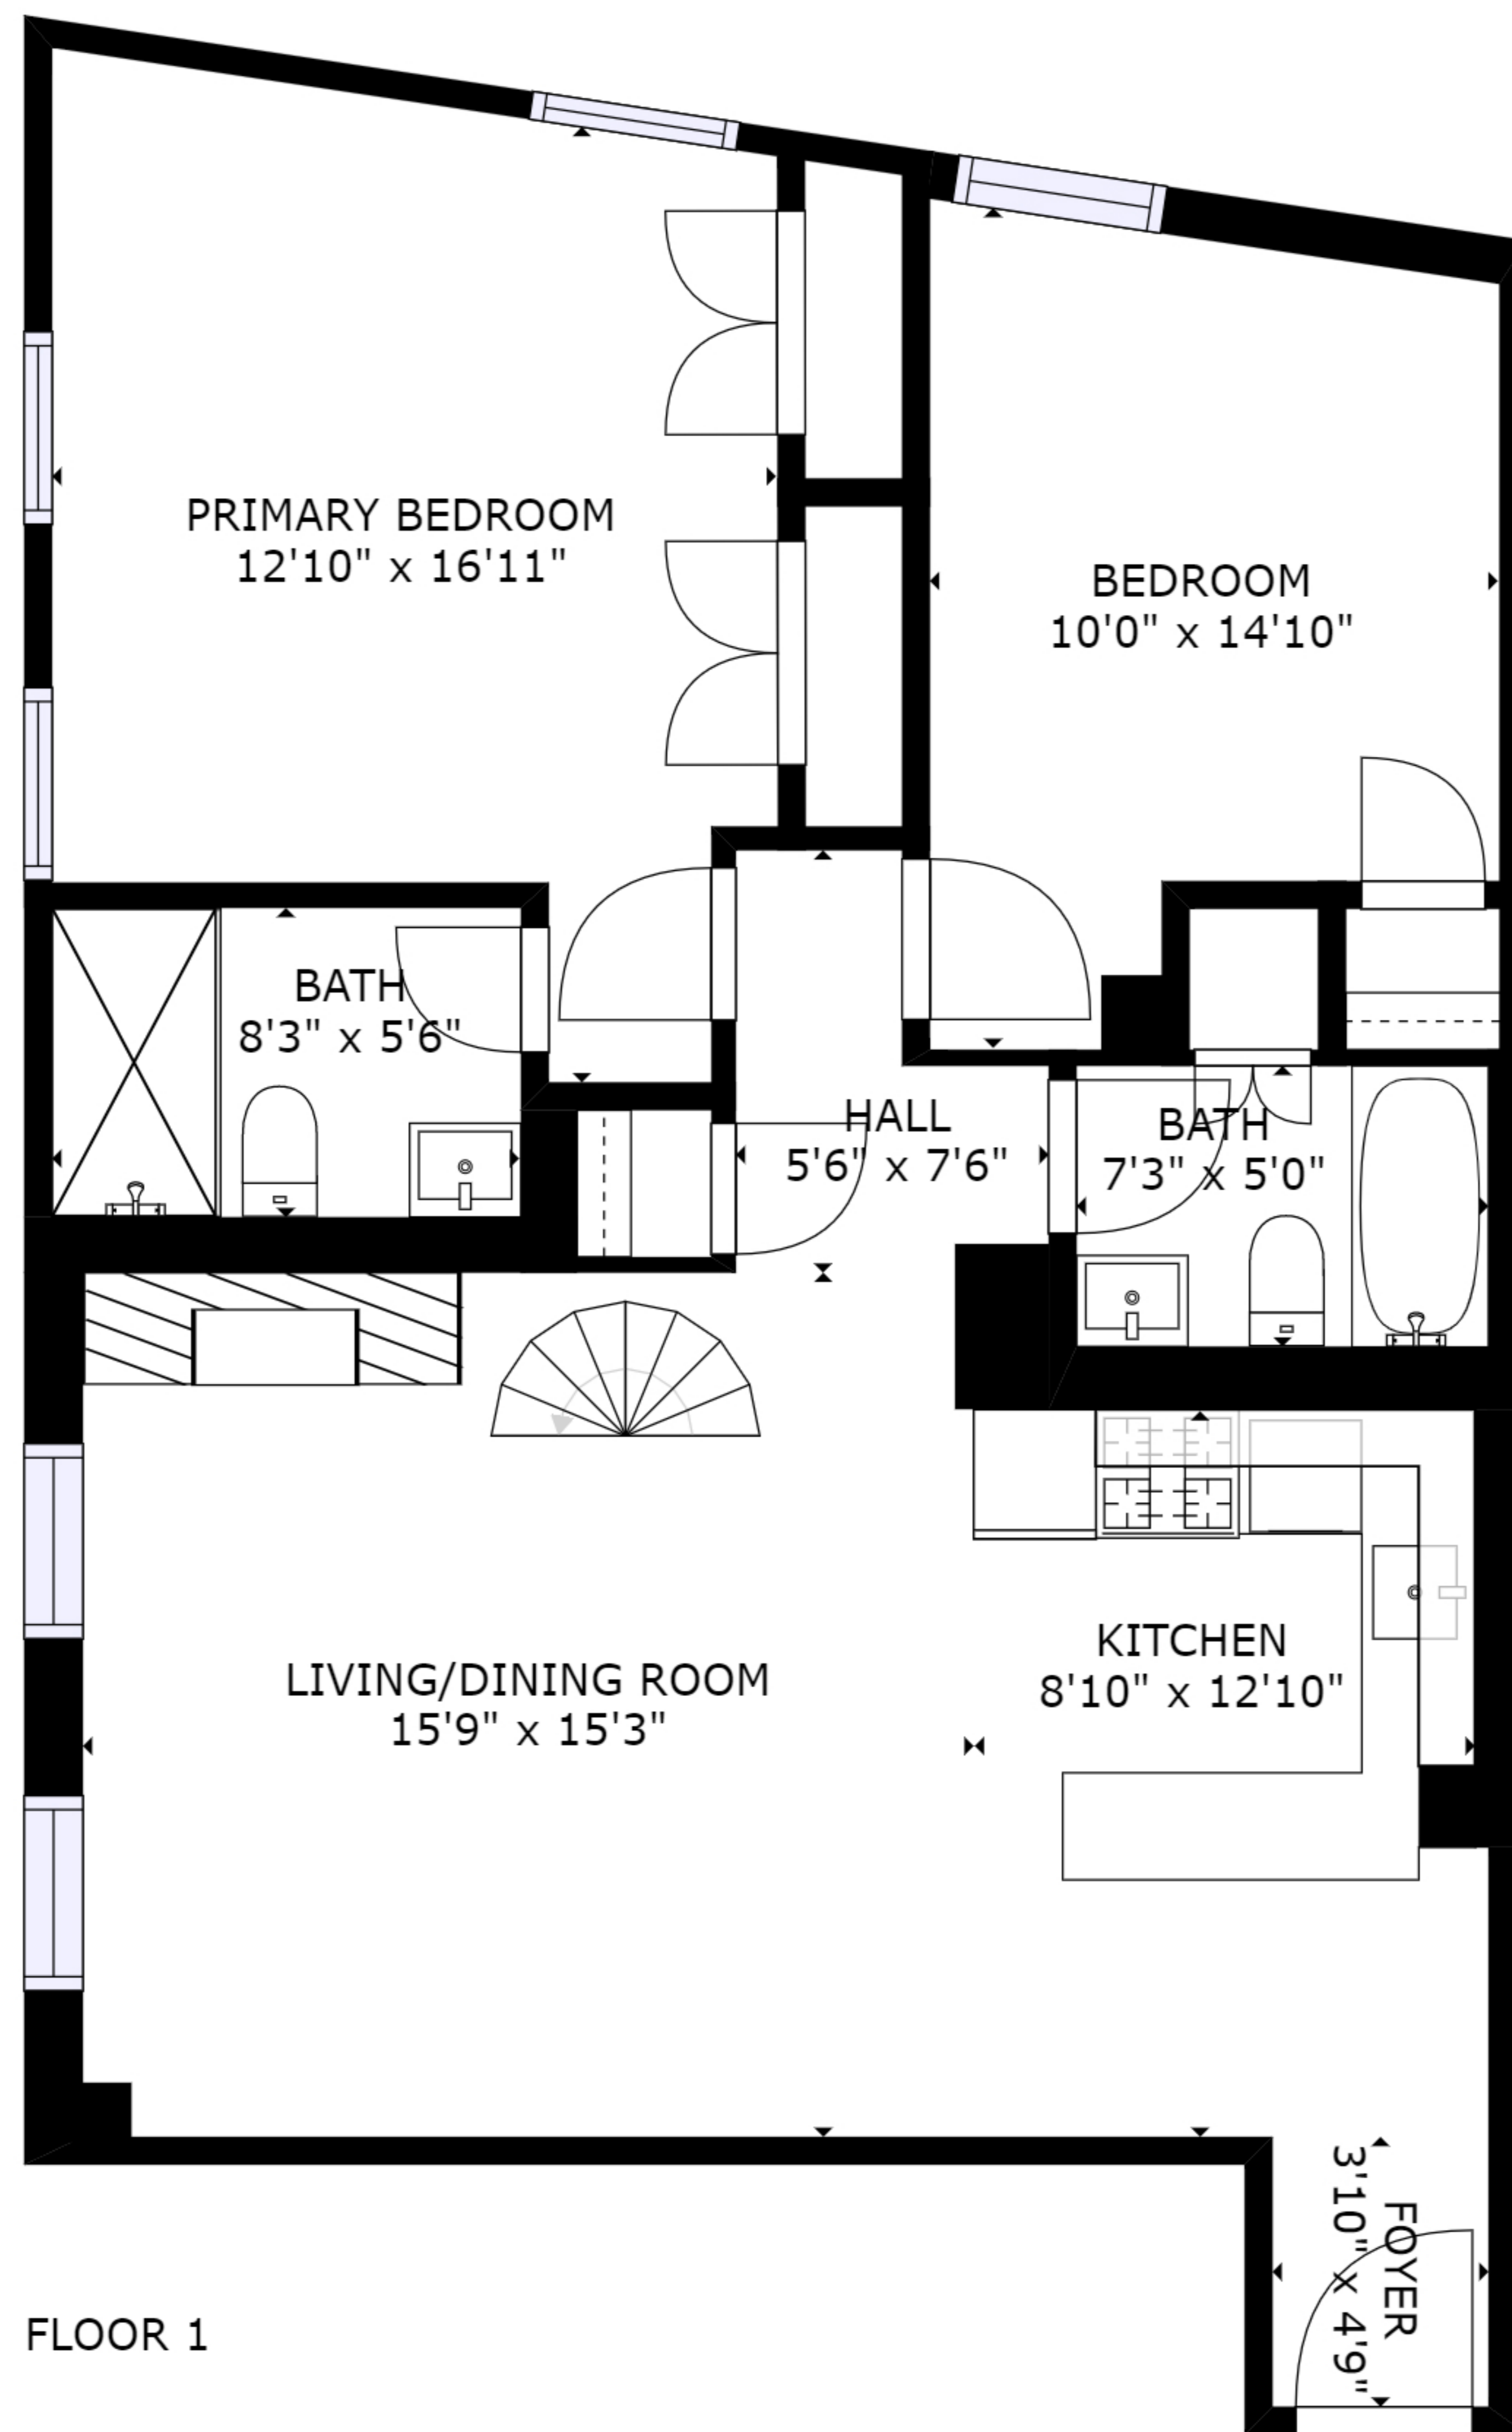 PRIMARY BEDROOM
12'10" x 16'11"
BEDROOM
10'0" x 14'10"
BATH
8'3" x 5'6"
HALL
5'6" x 7'6"
BATH
7'3" x 5'0"
LIVING/DINING ROOM
15'9" x 15'3"
KITCHEN
8'10" x 12'10"
FOYER
3'10" x 4'9"
FLOOR 1